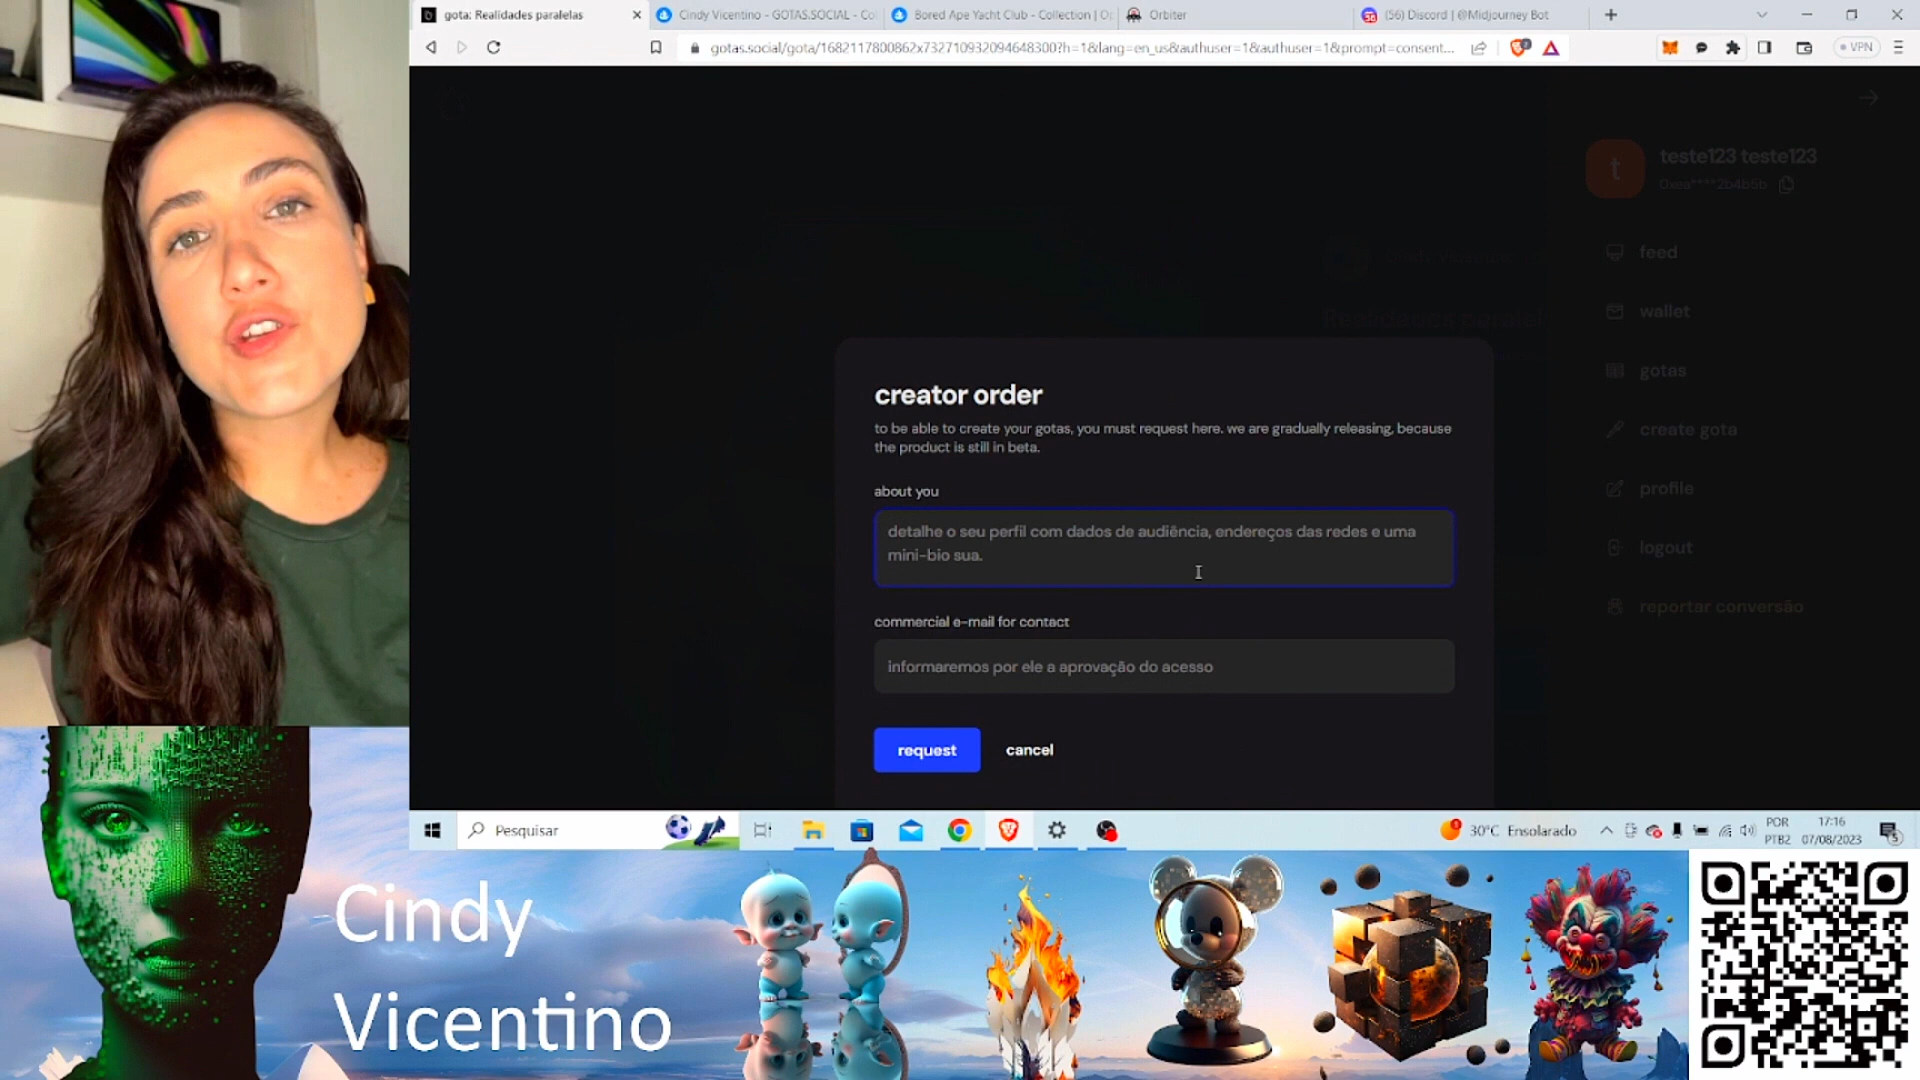 gota: Realidades paralelas
Cindy Vicentino - GOTAS.SOCIAL - Co
Bored Ape Yacht Club - Collection | O
Orbiter
(56) Discord | @Midjourney Bot
gotas.social/gota/1682117800862x732710932094648300?h=1&lang=en_us&authuser=1&authuser=1&prompt=consent...
VPN
t
teste123 teste123
0xea****2b4b5b
feed
wallet
gotas
create gota
profile
logout
reportar conversão
Realidades paralel
creator order
to be able to create your gotas, you must request here. we are gradually releasing, because
the product is still in beta.
about you
detalhe o seu perfil com dados de audiência, endereços das redes e uma
mini-bio sua.
commercial e-mail for contact
informaremos por ele a aprovação do acesso
request
cancel
Pesquisar
30°C Ensolarado
POR
PTB2
17:16
07/08/2023
5
Cindy
Vicentino